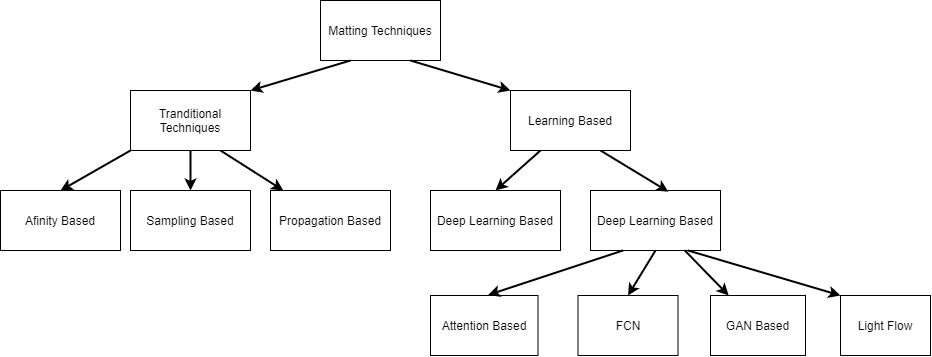 Matting Techniques
Tranditional
Techniques
Learning Based
Afinity Based
Sampling Based
Propagation Based
Deep Learning Based
Deep Learning Based
Attention Based
FCN
GAN Based
Light Flow